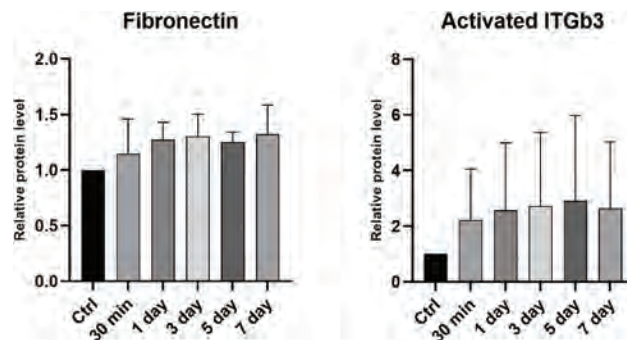 Fibronectin
Relative protein level
2.0
1.5
1.0
0.5
0.0
Ctrl
30 min
1 day
3 day
5 day
7 day
Activated ITGb3
Relative protein level
8
6
4
2
0
Ctrl
30 min
1 day
3 day
5 day
7 day